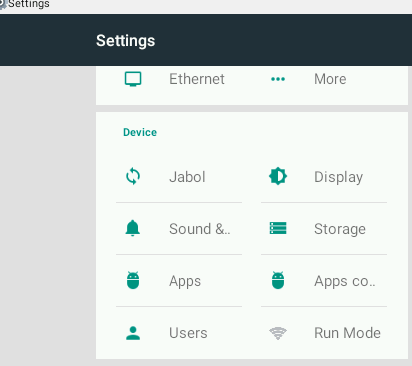 Settings
Settings
Ethernet More
Device
Jabol Display
Sound &.. Storage
Apps Apps co..
Users Run Mode